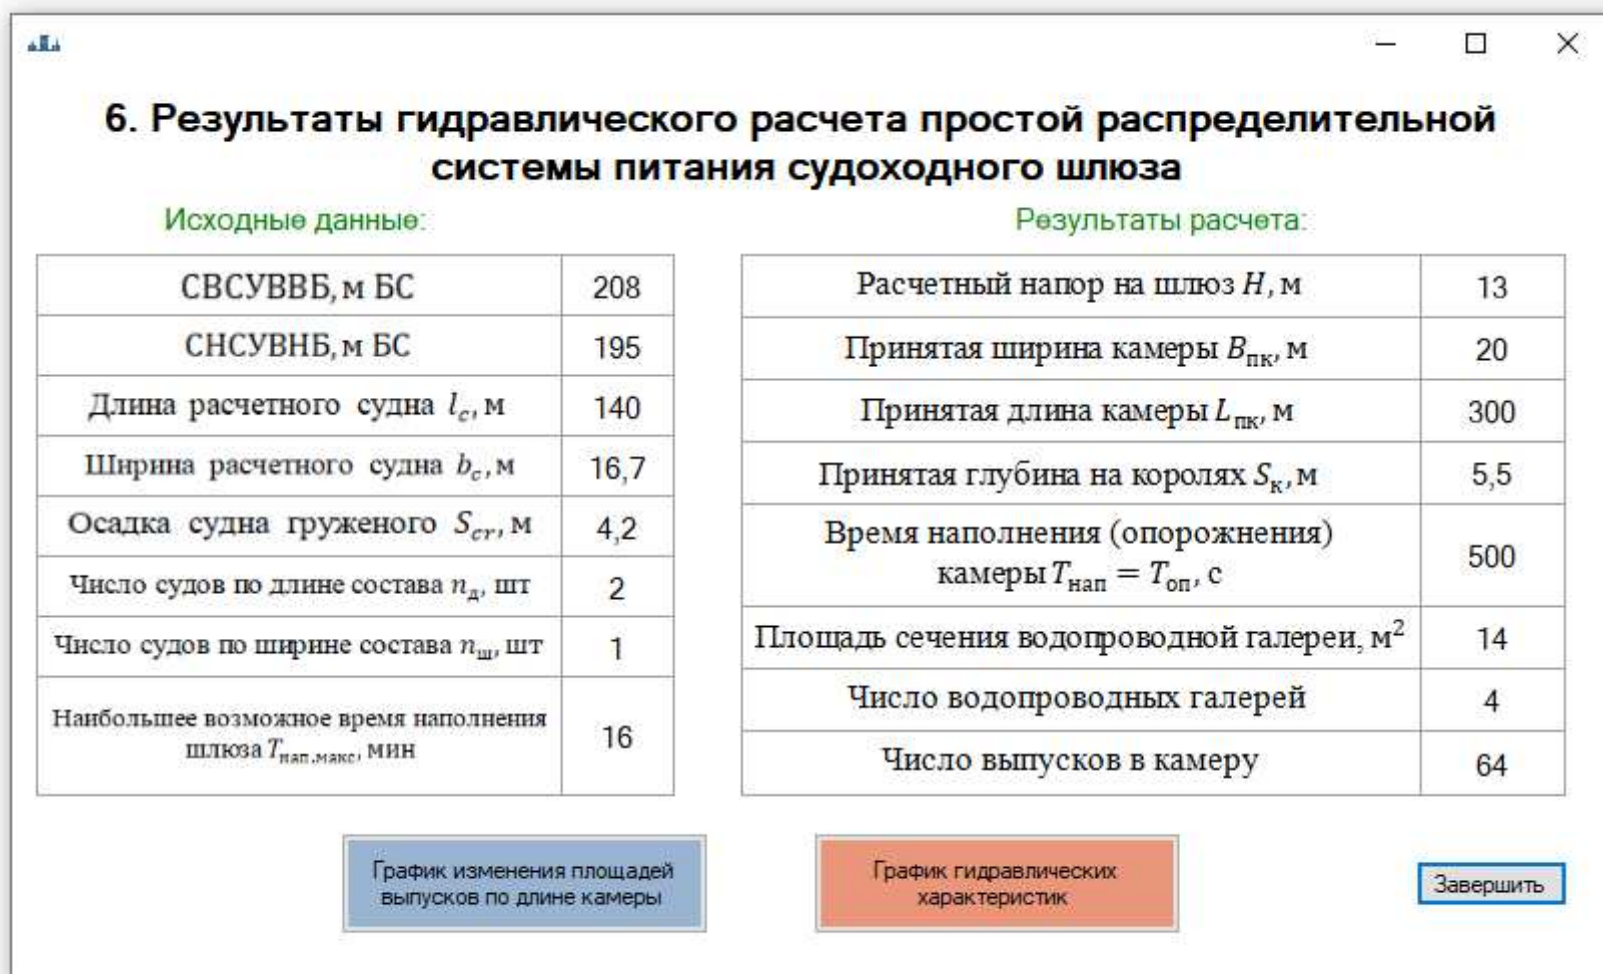 6. Результаты гидравлического расчета простой распределительной
системы питания судоходного шлюза
Исходные данные:
СВСУВВБ, м БС 208
СНСУВНБ, м БС 195
Длина расчетного судна l_c, м 140
Ширина расчетного судна b_c, м 16,7
Осадка судна груженого S_cr, м 4,2
Число судов по длине состава n_д, шт 2
Число судов по ширине состава n_ш, шт 1
Наибольшее возможное время наполнения
шлюза T_нап.макс, мин 16
Результаты расчета:
Расчетный напор на шлюз H, м 13
Принятая ширина камеры B_пк, м 20
Принятая длина камеры L_пк, м 300
Принятая глубина на королях S_к, м 5,5
Время наполнения (опорожнения)
камеры T_нап = T_оп, с 500
Площадь сечения водопроводной галереи, м² 14
Число водопроводных галерей 4
Число выпусков в камеру 64
График изменения площадей
выпусков по длине камеры
График гидравлических
характеристик
Завершить